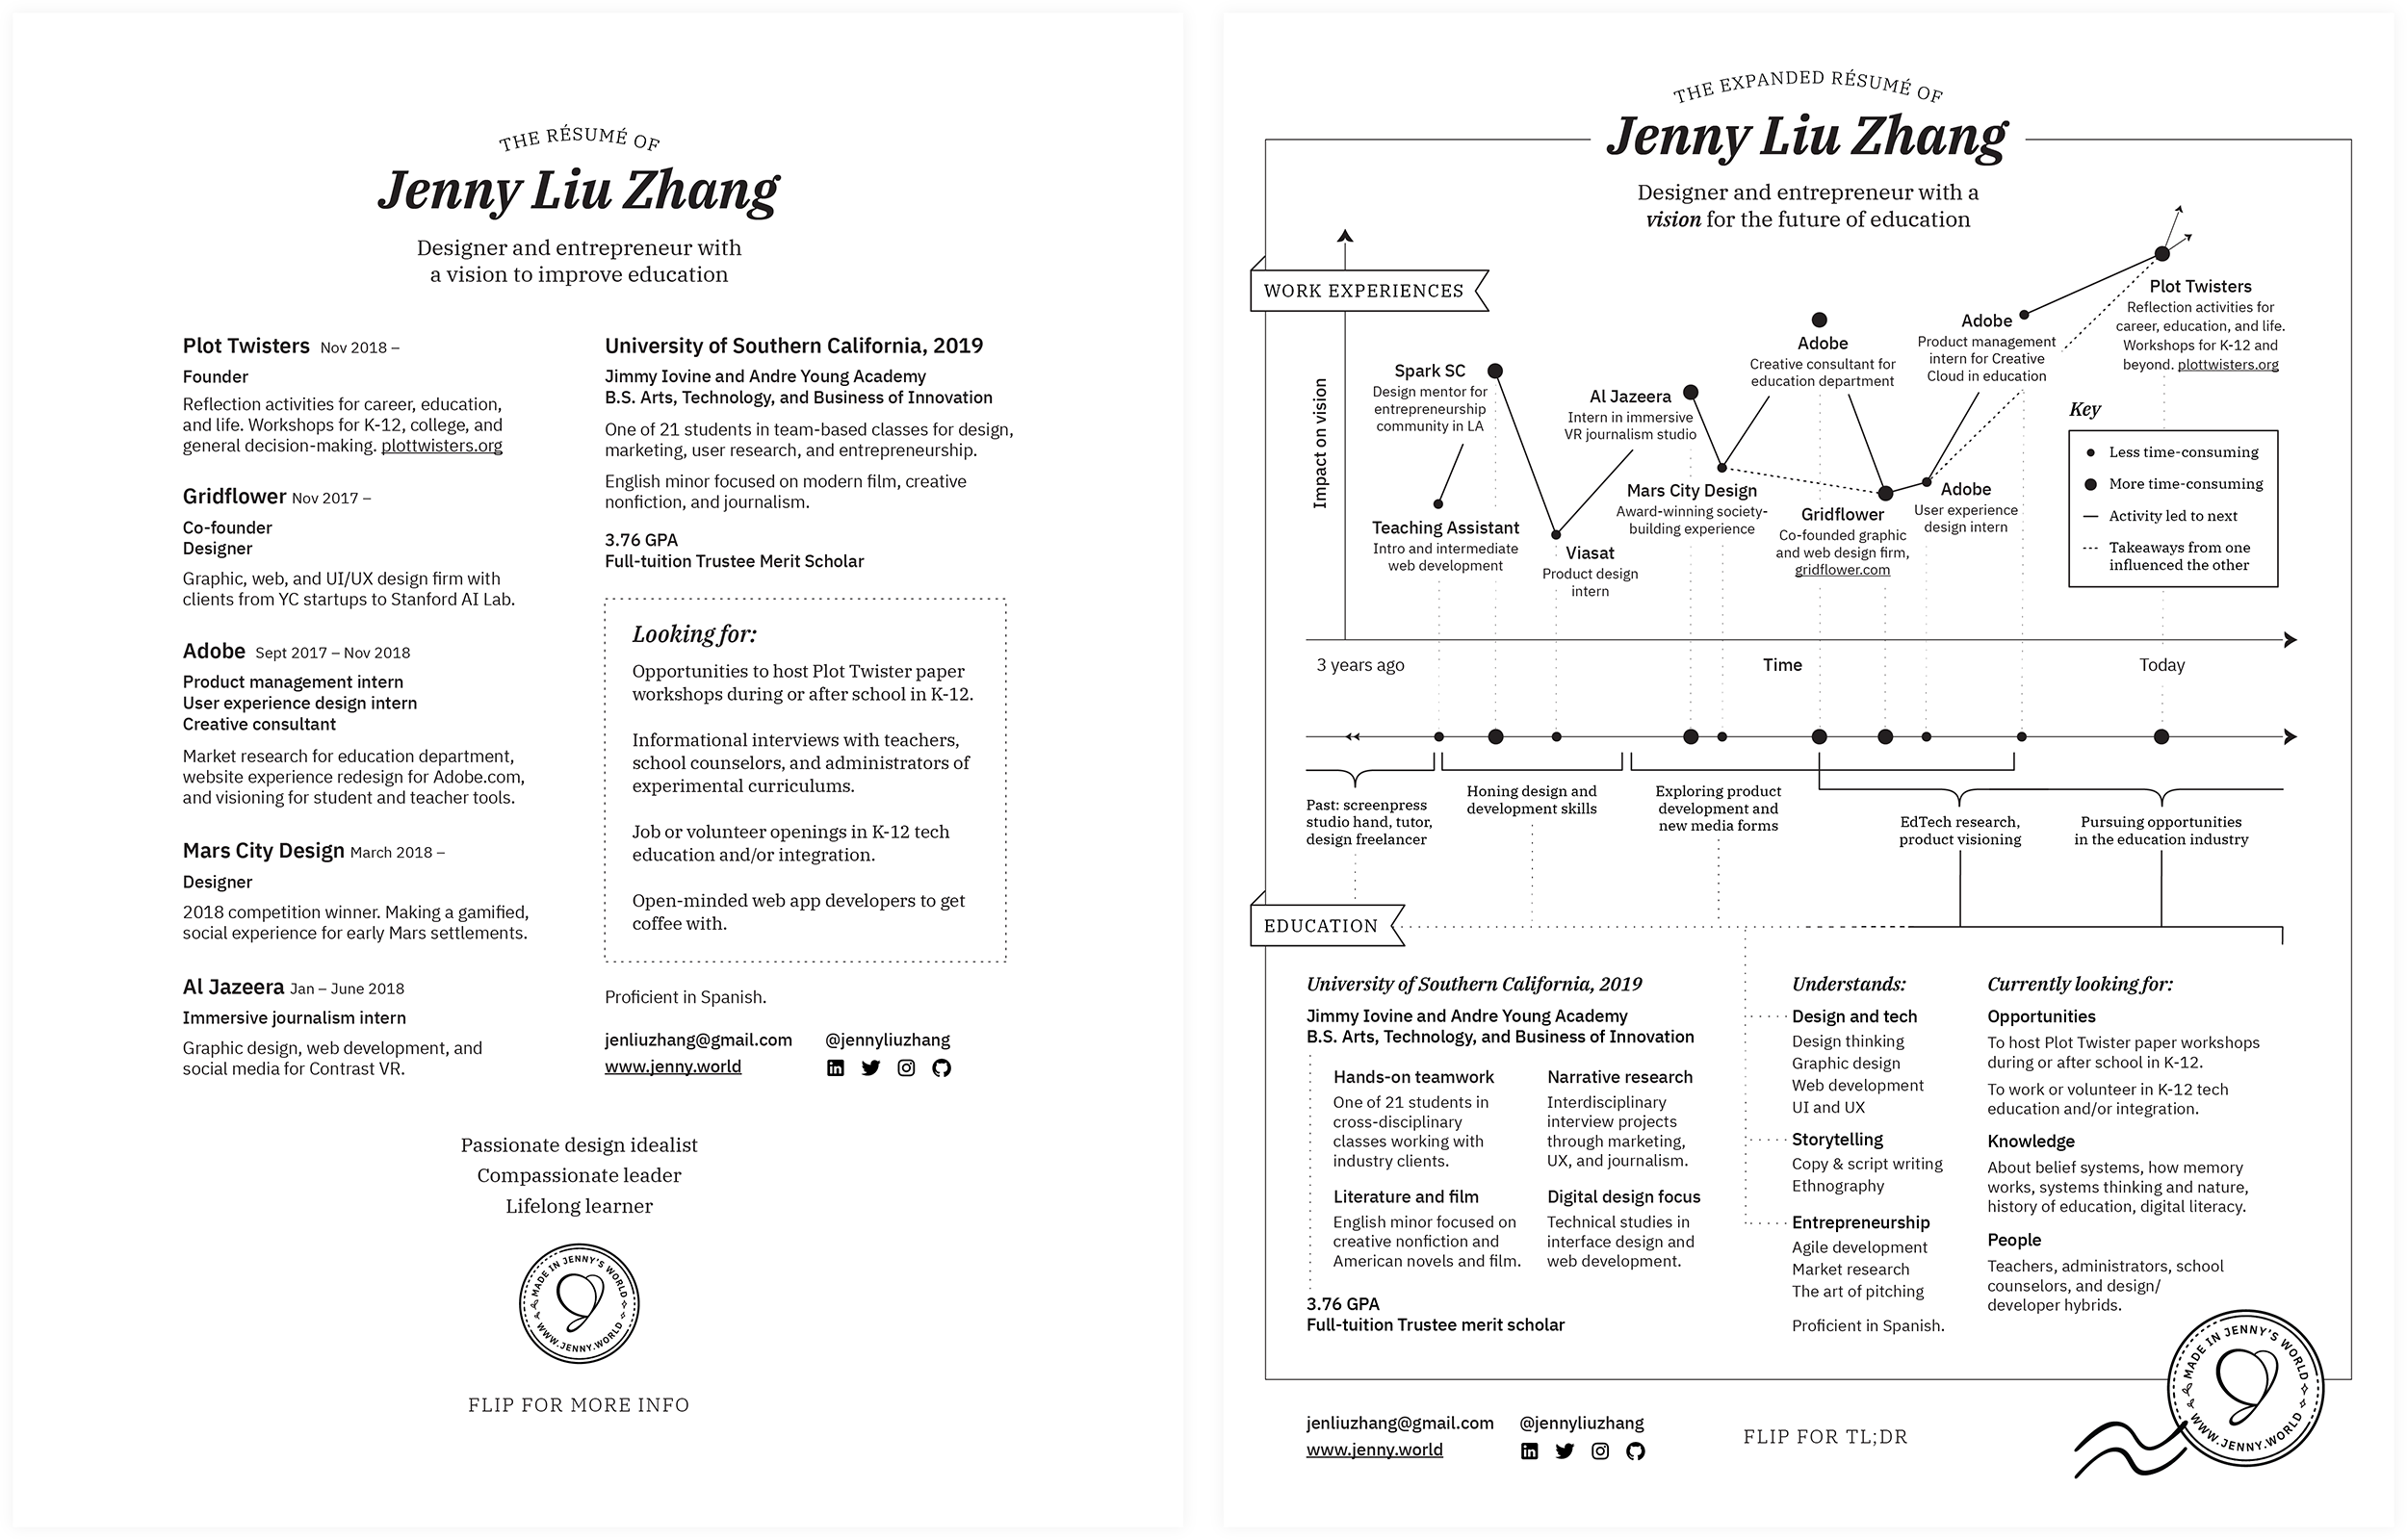 THE RÉSUMÉ OF
Jenny Liu Zhang
Designer and entrepreneur with
a vision to improve education
Plot Twisters Nov 2018 –
Founder
Reflection activities for career, education,
and life. Workshops for K-12, college, and
general decision-making. plottwisters.org
Gridflower Nov 2017 –
Co-founder
Designer
Graphic, web, and UI/UX design firm with
clients from YC startups to Stanford AI Lab.
Adobe Sept 2017 – Nov 2018
Product management intern
User experience design intern
Creative consultant
Market research for education department,
website experience redesign for Adobe.com,
and visioning for student and teacher tools.
Mars City Design March 2018 –
Designer
2018 competition winner. Making a gamified,
social experience for early Mars settlements.
Al Jazeera Jan – June 2018
Immersive journalism intern
Graphic design, web development, and
social media for Contrast VR.
University of Southern California, 2019
Jimmy Iovine and Andre Young Academy
B.S. Arts, Technology, and Business of Innovation
One of 21 students in team-based classes for design,
marketing, user research, and entrepreneurship.
English minor focused on modern film, creative
nonfiction, and journalism.
3.76 GPA
Full-tuition Trustee Merit Scholar
Looking for:
Opportunities to host Plot Twister paper
workshops during or after school in K-12.
Informational interviews with teachers,
school counselors, and administrators of
experimental curriculums.
Job or volunteer openings in K-12 tech
education and/or integration.
Open-minded web app developers to get
coffee with.
Proficient in Spanish.
jenliuzhang@gmail.com @jennyliuzhang
www.jenny.world
Passionate design idealist
Compassionate leader
Lifelong learner
MADE IN JENNY'S WORLD
WWW.JENNY.WORLD
FLIP FOR MORE INFO
THE EXPANDED RÉSUMÉ OF
Jenny Liu Zhang
Designer and entrepreneur with a
vision for the future of education
WORK EXPERIENCES
Impact on vision
Spark SC
Design mentor for
entrepreneurship
community in LA
Teaching Assistant
Intro and intermediate
web development
Viasat
Product design
intern
Al Jazeera
Intern in immersive
VR journalism studio
Mars City Design
Award-winning society-
building experience
Adobe
Creative consultant for
education department
Gridflower
Co-founded graphic
and web design firm,
gridflower.com
Adobe
User experience
design intern
Adobe
Product management
intern for Creative
Cloud in education
Plot Twisters
Reflection activities for
career, education, and life.
Workshops for K-12 and
beyond. plottwisters.org
Key
Less time-consuming
More time-consuming
Activity led to next
Takeaways from one
influenced the other
3 years ago
Time
Today
Past: screenpress
studio hand, tutor,
design freelancer
Honing design and
development skills
Exploring product
development and
new media forms
EdTech research,
product visioning
Pursuing opportunities
in the education industry
EDUCATION
University of Southern California, 2019
Jimmy Iovine and Andre Young Academy
B.S. Arts, Technology, and Business of Innovation
Hands-on teamwork
One of 21 students in
cross-disciplinary
classes working with
industry clients.
Narrative research
Interdisciplinary
interview projects
through marketing,
UX, and journalism.
Literature and film
English minor focused on
creative nonfiction and
American novels and film.
Digital design focus
Technical studies in
interface design and
web development.
3.76 GPA
Full-tuition Trustee merit scholar
Understands:
Design and tech
Design thinking
Graphic design
Web development
UI and UX
Storytelling
Copy & script writing
Ethnography
Entrepreneurship
Agile development
Market research
The art of pitching
Proficient in Spanish.
Currently looking for:
Opportunities
To host Plot Twister paper workshops
during or after school in K-12.
To work or volunteer in K-12 tech
education and/or integration.
Knowledge
About belief systems, how memory
works, systems thinking and nature,
history of education, digital literacy.
People
Teachers, administrators, school
counselors, and design/
developer hybrids.
MADE IN JENNY'S WORLD
WWW.JENNY.WORLD
jenliuzhang@gmail.com @jennyliuzhang
www.jenny.world
FLIP FOR TL;DR